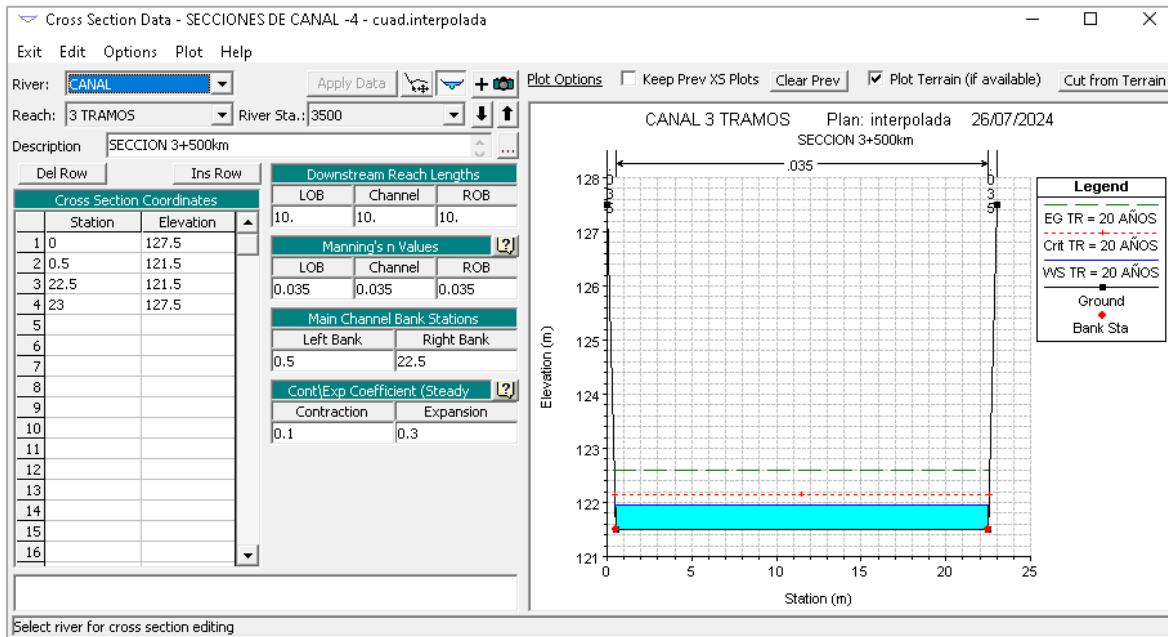 Cross Section Data - SECCIONES DE CANAL -4 - cuad.interpolada
Exit Edit Options Plot Help
River: CANAL Apply Data
Reach: 3 TRAMOS River Sta.: 3500
Description SECCION 3+500km ...
Del Row Ins Row
Cross Section Coordinates
Station Elevation
1 0 127.5
2 0.5 121.5
3 22.5 121.5
4 23 127.5
5
6
7
8
9
10
11
12
13
14
15
16
Downstream Reach Lengths
LOB Channel ROB
10. 10. 10.
Manning's n Values
LOB Channel ROB
0.035 0.035 0.035
Main Channel Bank Stations
Left Bank Right Bank
0.5 22.5
Cont\Exp Coefficient (Steady
Contraction Expansion
0.1 0.3
Select river for cross section editing
Plot Options Keep Prev XS Plots Clear Prev Plot Terrain (if available) Cut from Terrain
CANAL 3 TRAMOS Plan: interpolada 26/07/2024
SECCION 3+500km
.035 .035 .035
128
127
126
125
124
123
122
121
Elevation (m)
0 5 10 15 20 25
Station (m)
Legend
EG TR = 20 AÑOS
Crit TR = 20 AÑOS
WS TR = 20 AÑOS
Ground
Bank Sta